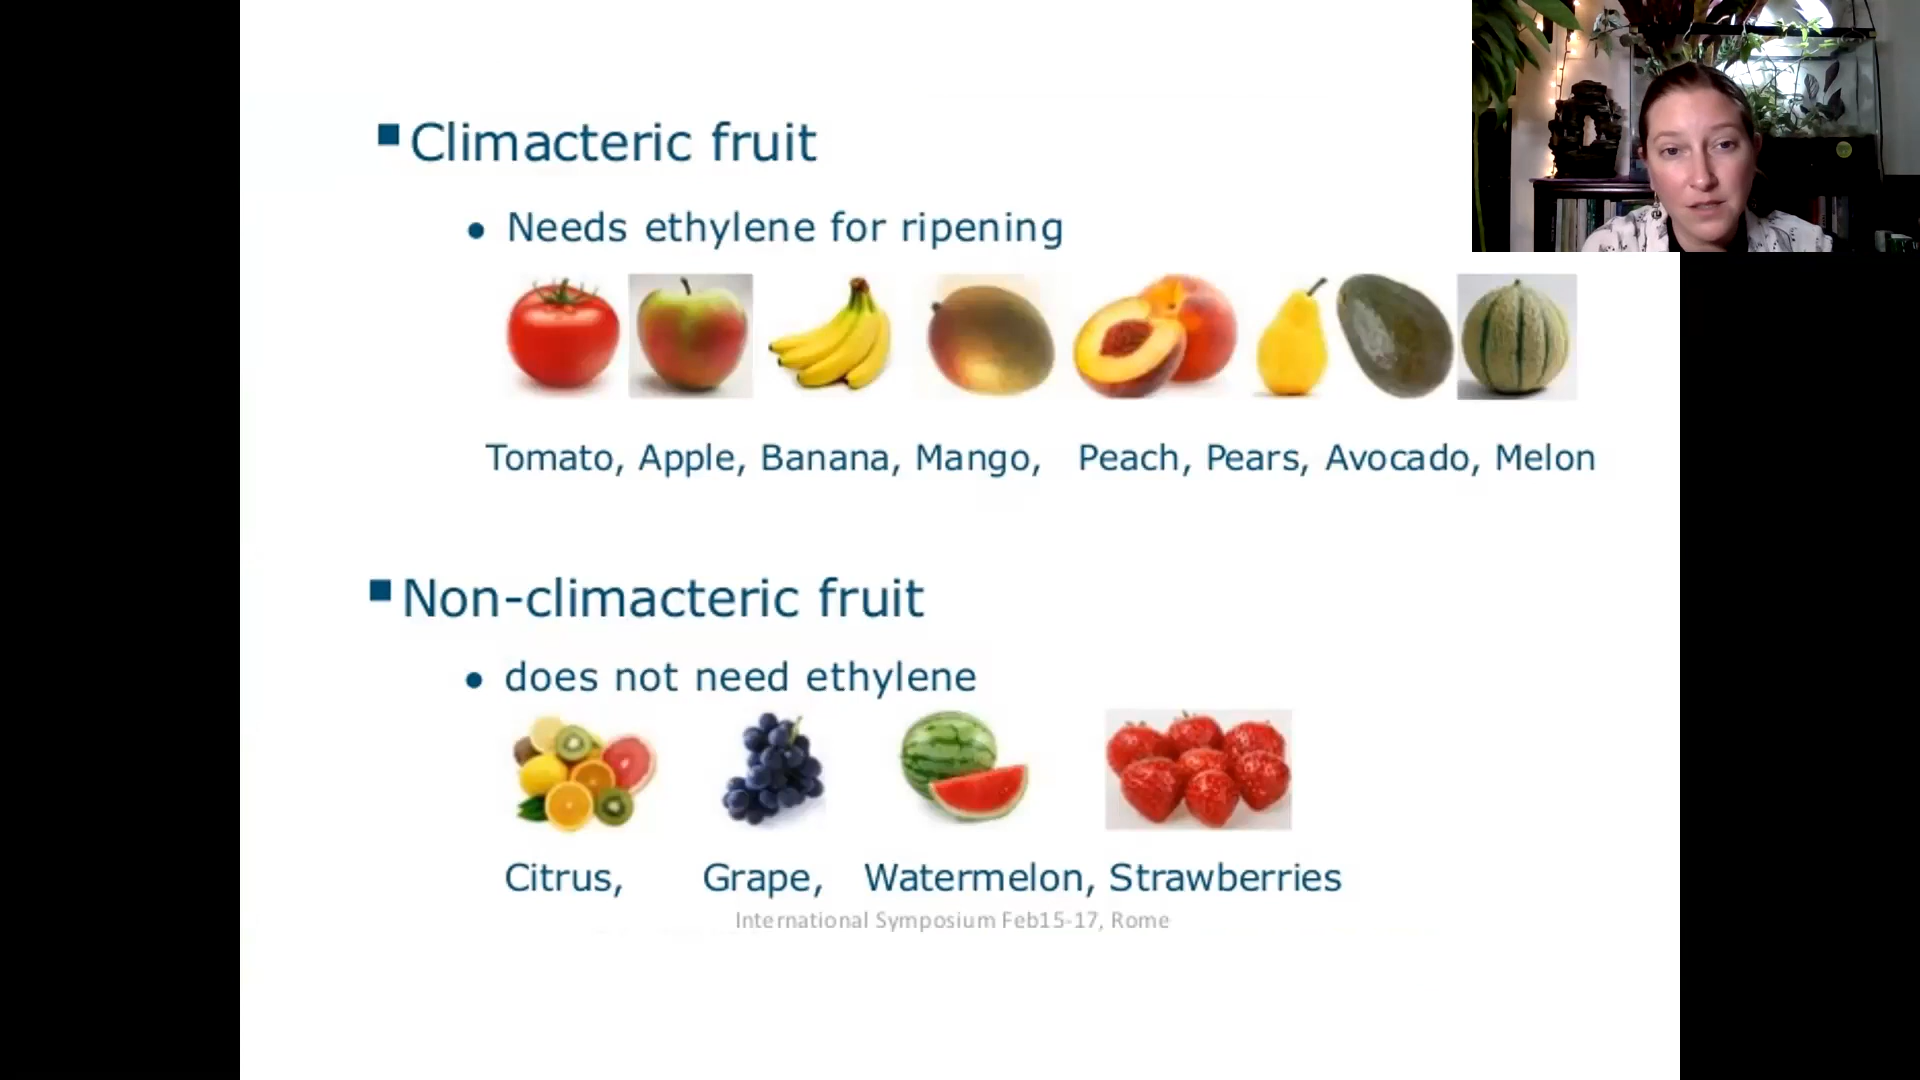 Climacteric fruit
Needs ethylene for ripening
Tomato, Apple, Banana, Mango, Peach, Pears, Avocado, Melon
Non-climacteric fruit
does not need ethylene
Citrus, Grape, Watermelon, Strawberries
International Symposium Feb15-17, Rome